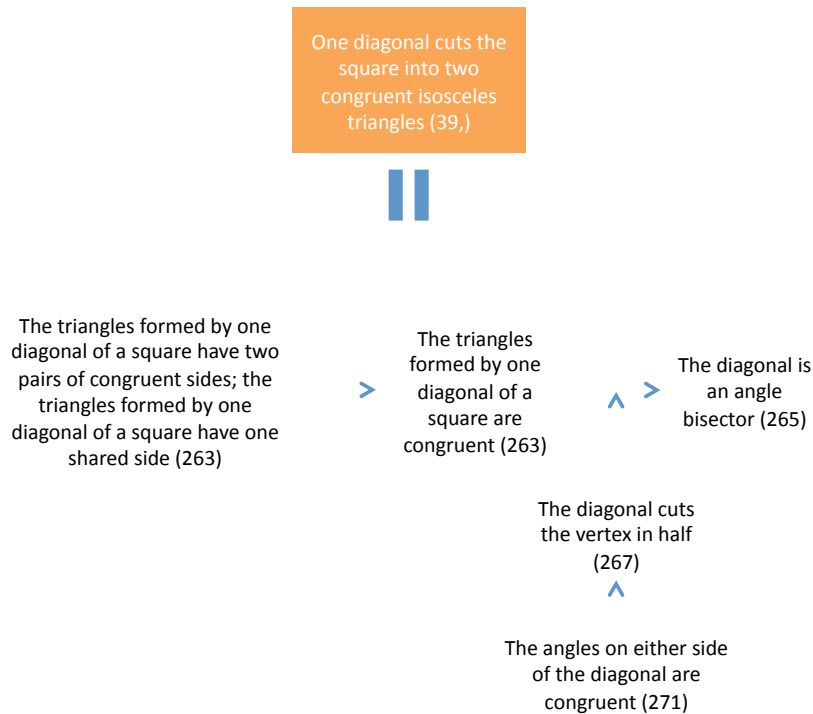 One diagonal cuts the
square into two
congruent isosceles
triangles (39,)
The triangles formed by one
diagonal of a square have two
pairs of congruent sides; the
triangles formed by one
diagonal of a square have one
shared side (263)
The triangles
formed by one
diagonal of a
square are
congruent (263)
The diagonal is
an angle
bisector (265)
The diagonal cuts
the vertex in half
(267)
The angles on either side
of the diagonal are
congruent (271)